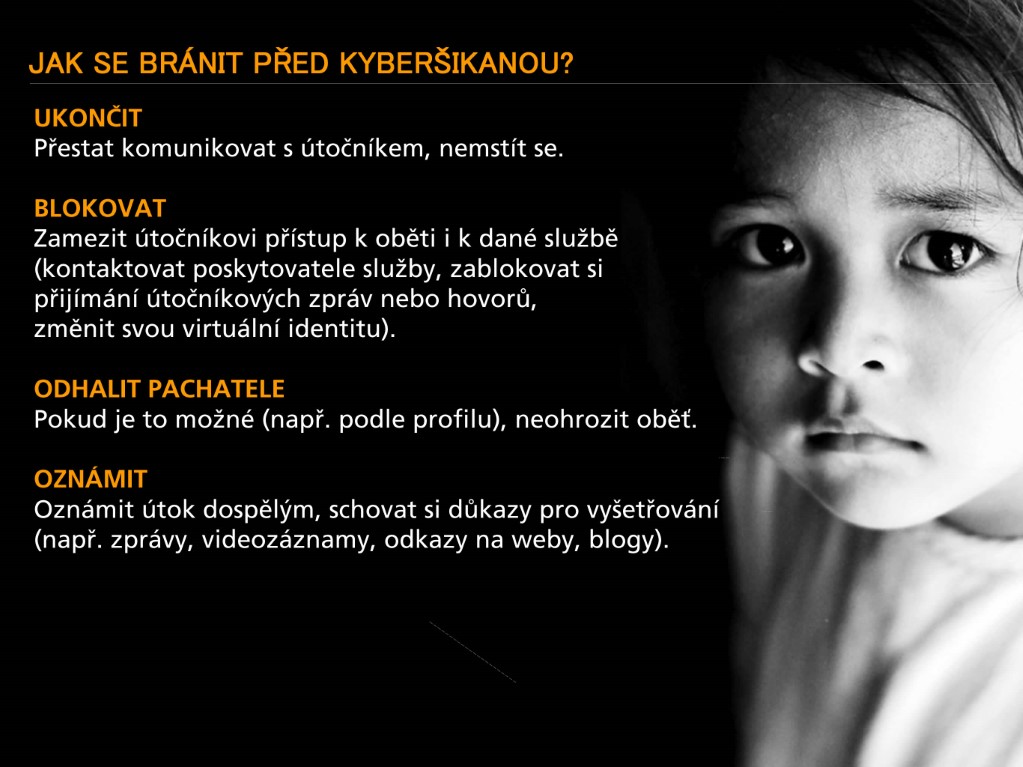 JAK SE BRÁNIT PŘED KYBERŠIKANOU?
UKONČIT
Přestat komunikovat s útočníkem, nemstít se.
BLOKOVAT
Zamezit útočníkovi přístup k oběti i k dané službě
(kontaktovat poskytovatele služby, zablokovat si
přijímání útočníkových zpráv nebo hovorů,
změnit svou virtuální identitu).
ODHALIT PACHATELE
Pokud je to možné (např. podle profilu), neohrozit oběť.
OZNÁMIT
Oznámit útok dospělým, schovat si důkazy pro vyšetřování
(např. zprávy, videozáznamy, odkazy na weby, blogy).